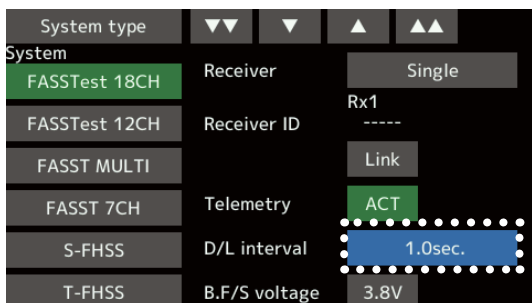 System type ▼▼ ▼ ▲ ▲▲
System
FASSTest 18CH
Receiver Single
Rx1
FASSTest 12CH
Receiver ID -----
FASST MULTI
Link
FASST 7CH
Telemetry ACT
S-FHSS
D/L interval 1.0sec.
T-FHSS
B.F/S voltage 3.8V